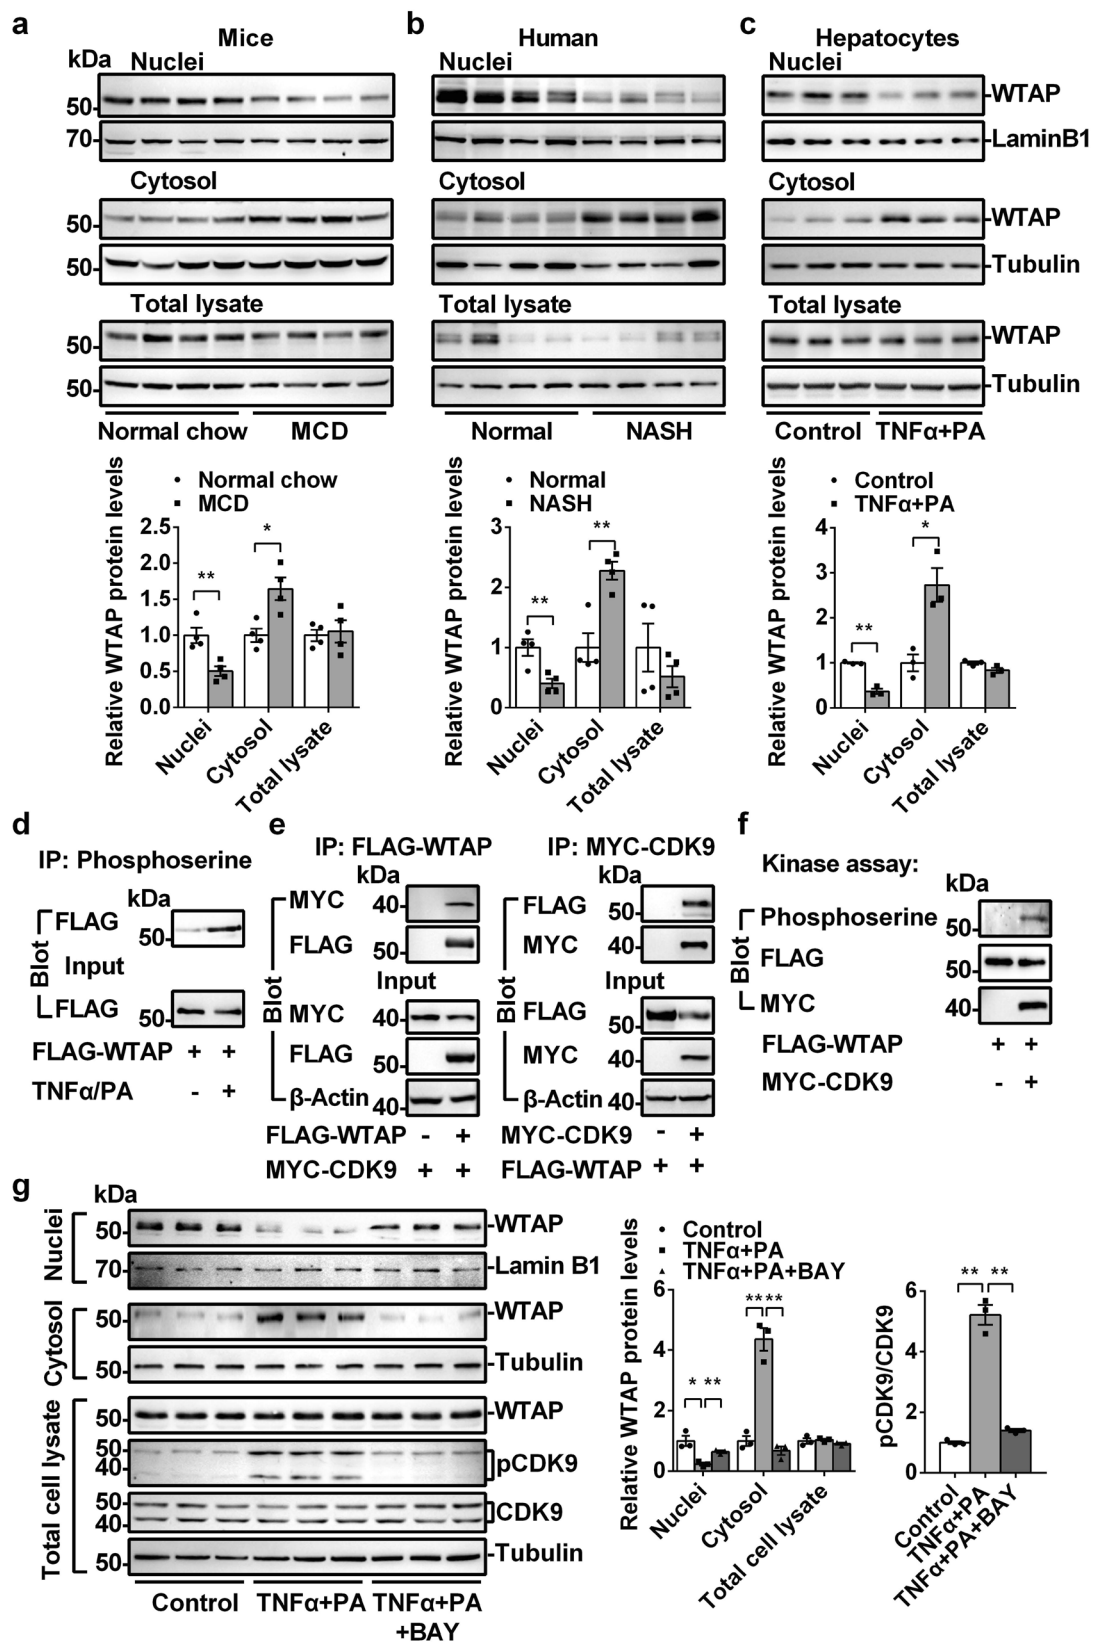 a
Mice
kDa Nuclei
50
70
Cytosol
50
50
Total lysate
50
50
Normal chow MCD
Relative WTAP protein levels
Normal chow
MCD
2.5
2.0
1.5
1.0
0.5
0.0
**
*
Nuclei
Cytosol
Total lysate
b
Human
Nuclei
Cytosol
Total lysate
Normal NASH
Relative WTAP protein levels
Normal
NASH
3
2
1
0
**
**
Nuclei
Cytosol
Total lysate
c
Hepatocytes
Nuclei
WTAP
LaminB1
Cytosol
WTAP
Tubulin
Total lysate
WTAP
Tubulin
Control TNFα+PA
Relative WTAP protein levels
Control
TNFα+PA
4
3
2
1
0
**
*
Nuclei
Cytosol
Total lysate
d
IP: Phosphoserine
kDa
Blot
FLAG
50
Input
FLAG
50
FLAG-WTAP + +
TNFα/PA - +
e
IP: FLAG-WTAP
kDa
Blot
MYC 40
FLAG 50
Input
MYC 40
FLAG 50
β-Actin 40
FLAG-WTAP - +
MYC-CDK9 + +
IP: MYC-CDK9
kDa
Blot
FLAG 50
MYC 40
Input
FLAG 50
MYC 40
β-Actin 40
MYC-CDK9 - +
FLAG-WTAP + +
f
Kinase assay:
kDa
Blot
Phosphoserine 50
FLAG 50
MYC 40
FLAG-WTAP + +
MYC-CDK9 - +
g
kDa
Nuclei
50 WTAP
70 Lamin B1
Cytosol
50 WTAP
50 Tubulin
Total cell lysate
50 WTAP
50
40
pCDK9
50
40
CDK9
50 Tubulin
Control TNFα+PA TNFα+PA
+BAY
Relative WTAP protein levels
Control
TNFα+PA
TNFα+PA+BAY
6
4
2
0
* **
** **
Nuclei
Cytosol
Total cell lysate
pCDK9/CDK9
6
4
2
0
** **
Control
TNFα+PA
TNFα+PA+BAY